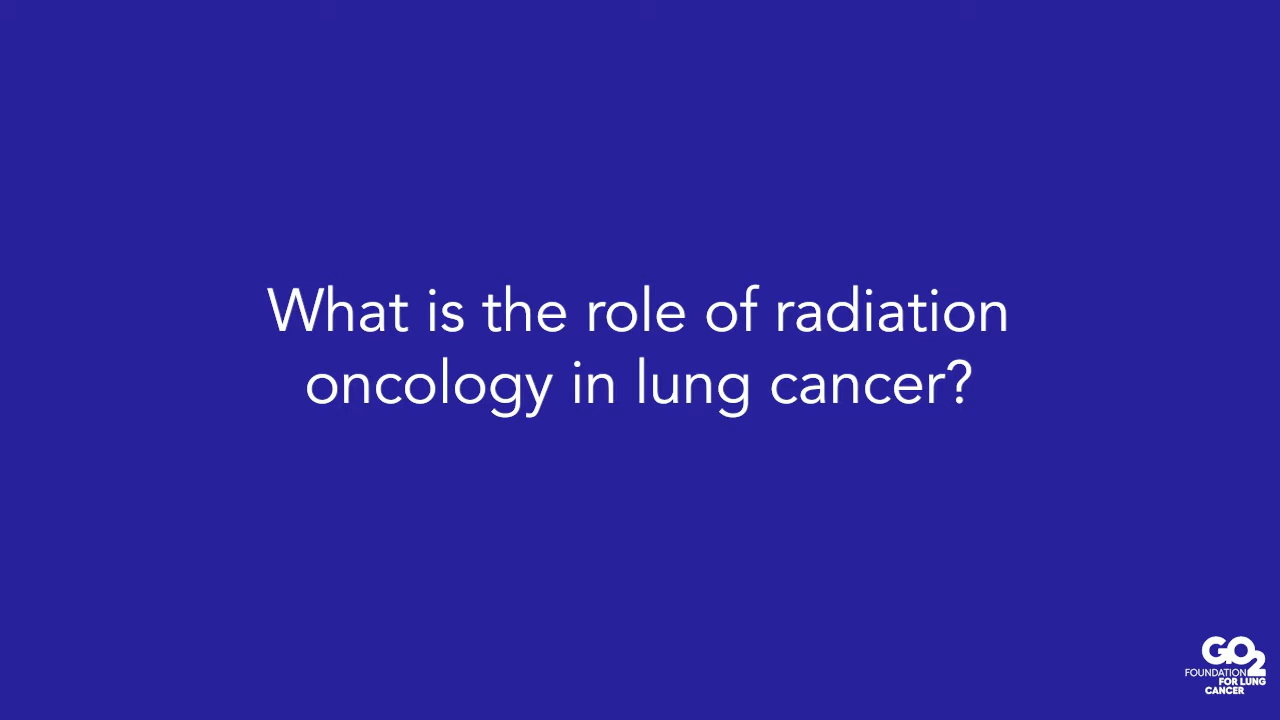 What is the role of radiation
oncology in lung cancer?
GO2
FOUNDATION
FOR LUNG
CANCER